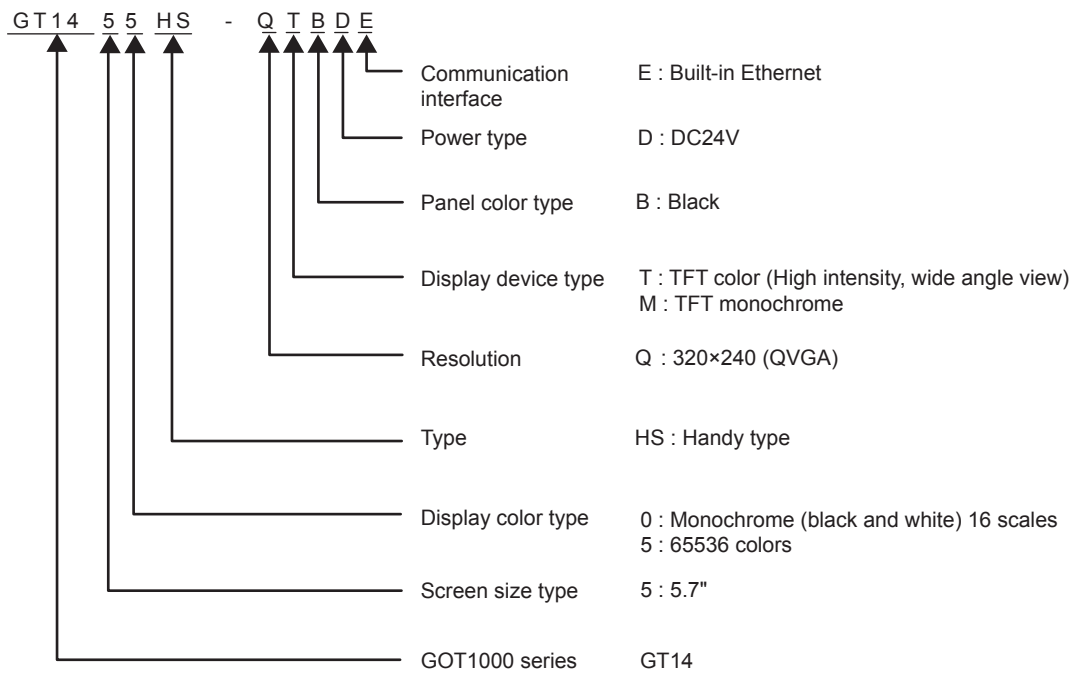 GT14 5 5 HS - Q T B D E
Communication interface E : Built-in Ethernet
Power type D : DC24V
Panel color type B : Black
Display device type T : TFT color (High intensity, wide angle view)
M : TFT monochrome
Resolution Q : 320×240 (QVGA)
Type HS : Handy type
Display color type 0 : Monochrome (black and white) 16 scales
5 : 65536 colors
Screen size type 5 : 5.7"
GOT1000 series GT14